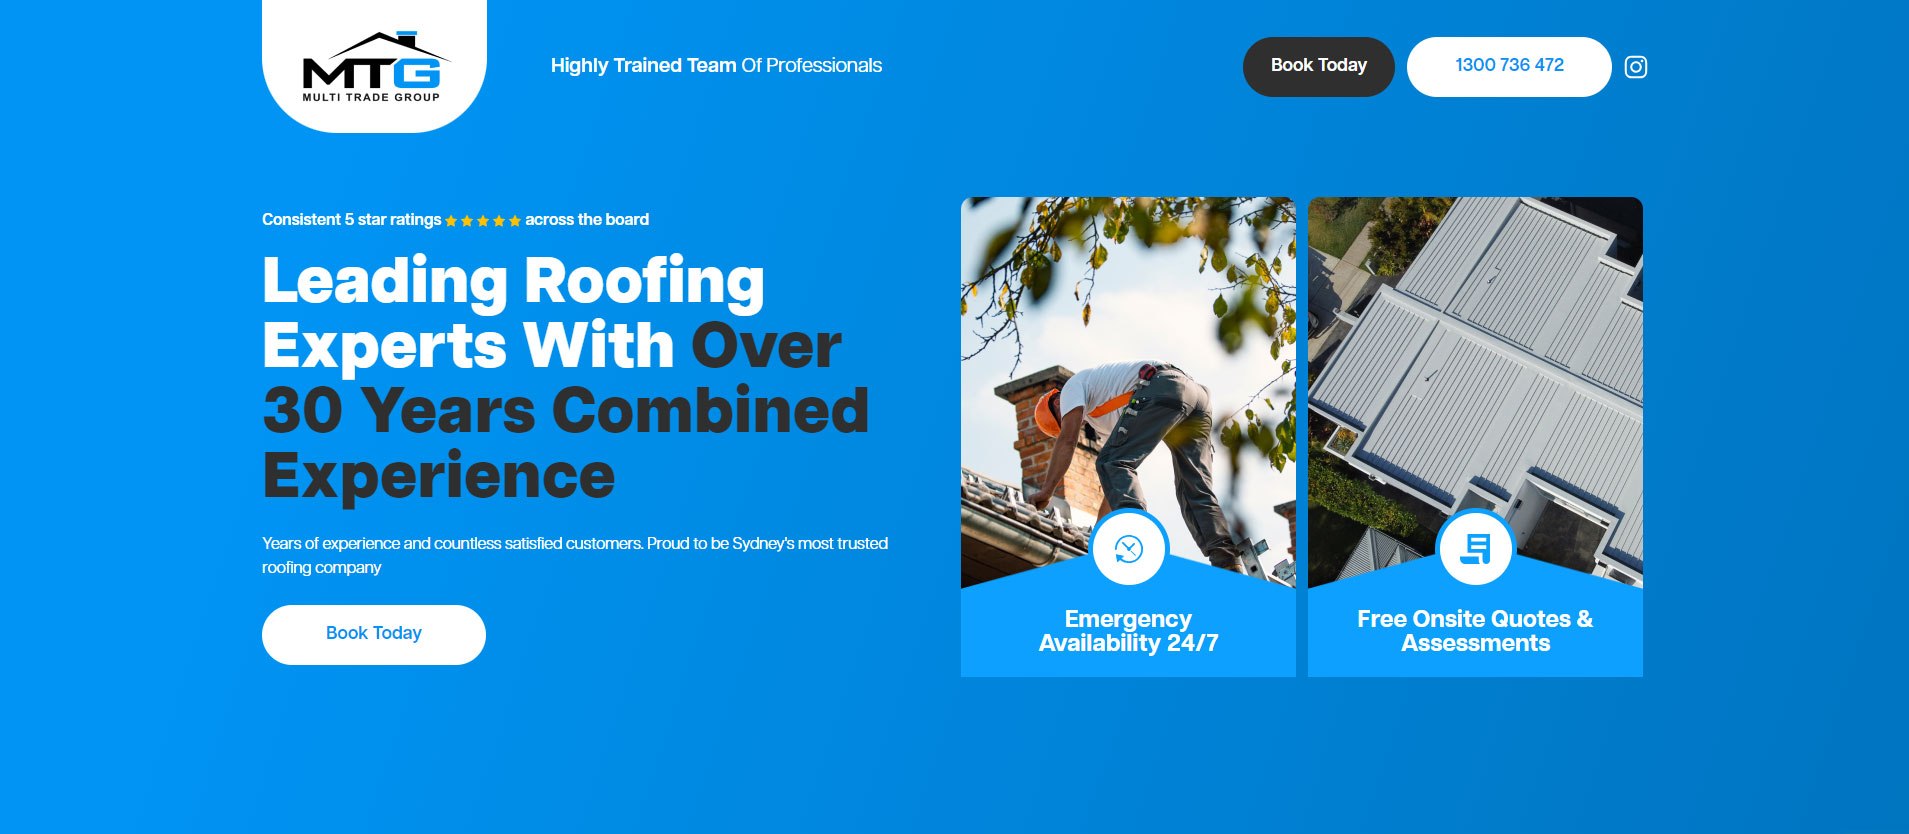 MTG
MULTI TRADE GROUP
Highly Trained Team Of Professionals
Book Today
1300 736 472
Consistent 5 star ratings ★★★★★ across the board
Leading Roofing
Experts With Over
30 Years Combined
Experience
Years of experience and countless satisfied customers. Proud to be Sydney's most trusted
roofing company
Book Today
Emergency
Availability 24/7
Free Onsite Quotes &
Assessments